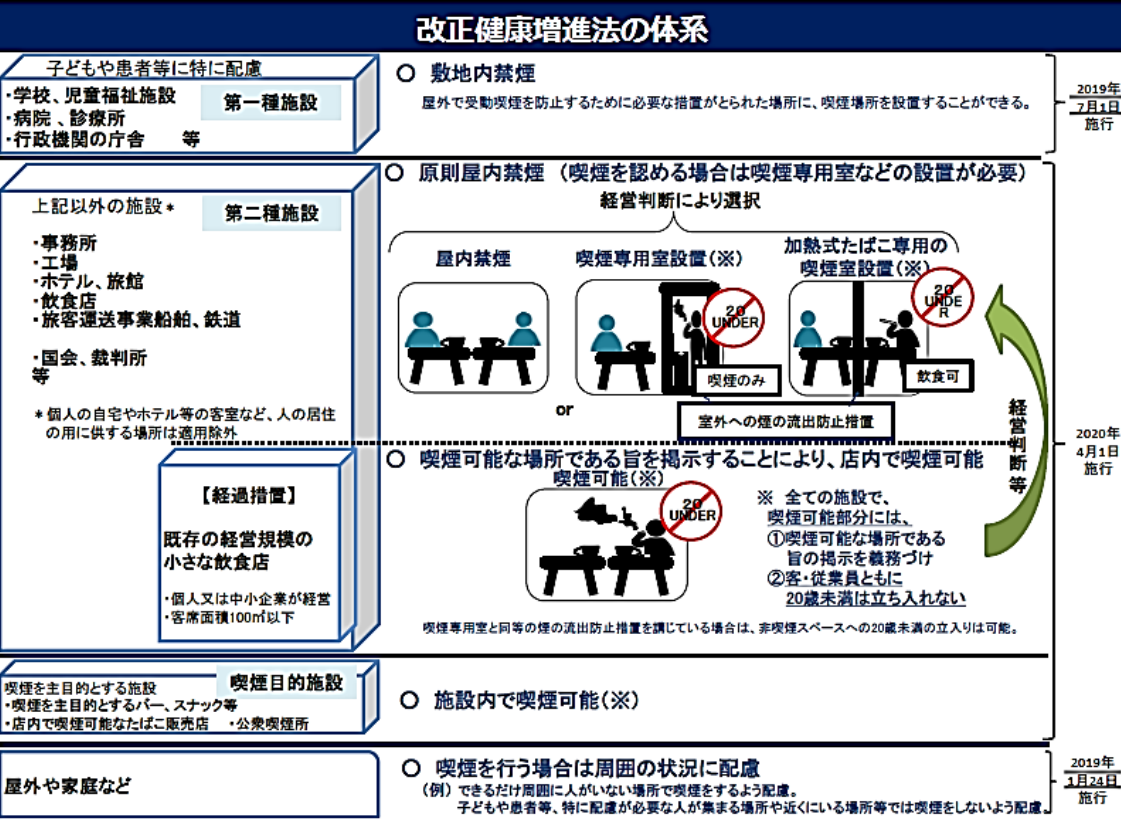 改正健康増進法の体系
子どもや患者等に特に配慮
・学校、児童福祉施設
・病院、診療所
・行政機関の庁舎　等
第一種施設
○ 敷地内禁煙
屋外で受動喫煙を防止するために必要な措置がとられた場所に、喫煙場所を設置することができる。
2019年
7月1日
施行
上記以外の施設＊
第二種施設
・事務所
・工場
・ホテル、旅館
・飲食店
・旅客運送事業船舶、鉄道
・国会、裁判所
等
＊個人の自宅やホテル等の客室など、人の居住
の用に供する場所は適用除外
○ 原則屋内禁煙（喫煙を認める場合は喫煙専用室などの設置が必要）
経営判断により選択
屋内禁煙
喫煙専用室設置（※）
加熱式たばこ専用の
喫煙室設置（※）
20
UNDER
20
UNDE
R
喫煙のみ
飲食可
or
室外への煙の流出防止措置
経営判断等
2020年
4月1日
施行
【経過措置】
既存の経営規模の
小さな飲食店
・個人又は中小企業が経営
・客席面積100㎡以下
○ 喫煙可能な場所である旨を掲示することにより、店内で喫煙可能
喫煙可能（※）
20
UNDER
※ 全ての施設で、
喫煙可能部分には、
①喫煙可能な場所である
旨の掲示を義務づけ
②客・従業員ともに
20歳未満は立ち入れない
喫煙専用室と同等の煙の流出防止措置を講じている場合は、非喫煙スペースへの20歳未満の立入りは可能。
喫煙を主目的とする施設
喫煙目的施設
・喫煙を主目的とするバー、スナック等
・店内で喫煙可能なたばこ販売店　・公衆喫煙所
○ 施設内で喫煙可能（※）
屋外や家庭など
○ 喫煙を行う場合は周囲の状況に配慮
（例）できるだけ周囲に人がいない場所で喫煙をするよう配慮。
子どもや患者等、特に配慮が必要な人が集まる場所や近くにいる場所等では喫煙をしないよう配慮。
2019年
1月24日
施行